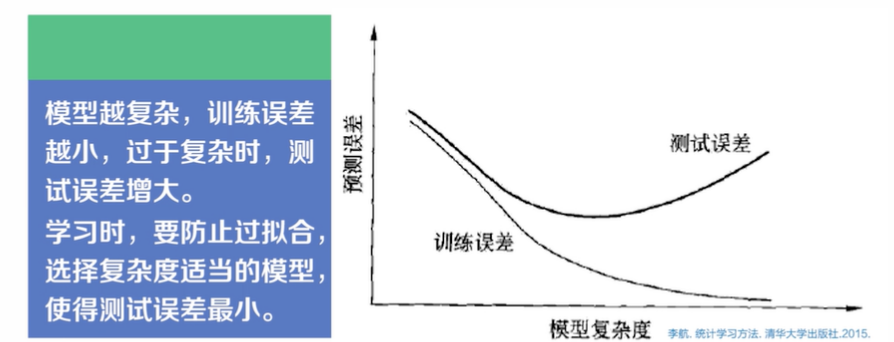 模型越复杂，训练误差
越小，过于复杂时，测
试误差增大。
学习时，要防止过拟合，
选择复杂度适当的模型，
使得测试误差最小。
预测误差
测试误差
训练误差
模型复杂度
李航. 统计学习方法. 清华大学出版社.2015.